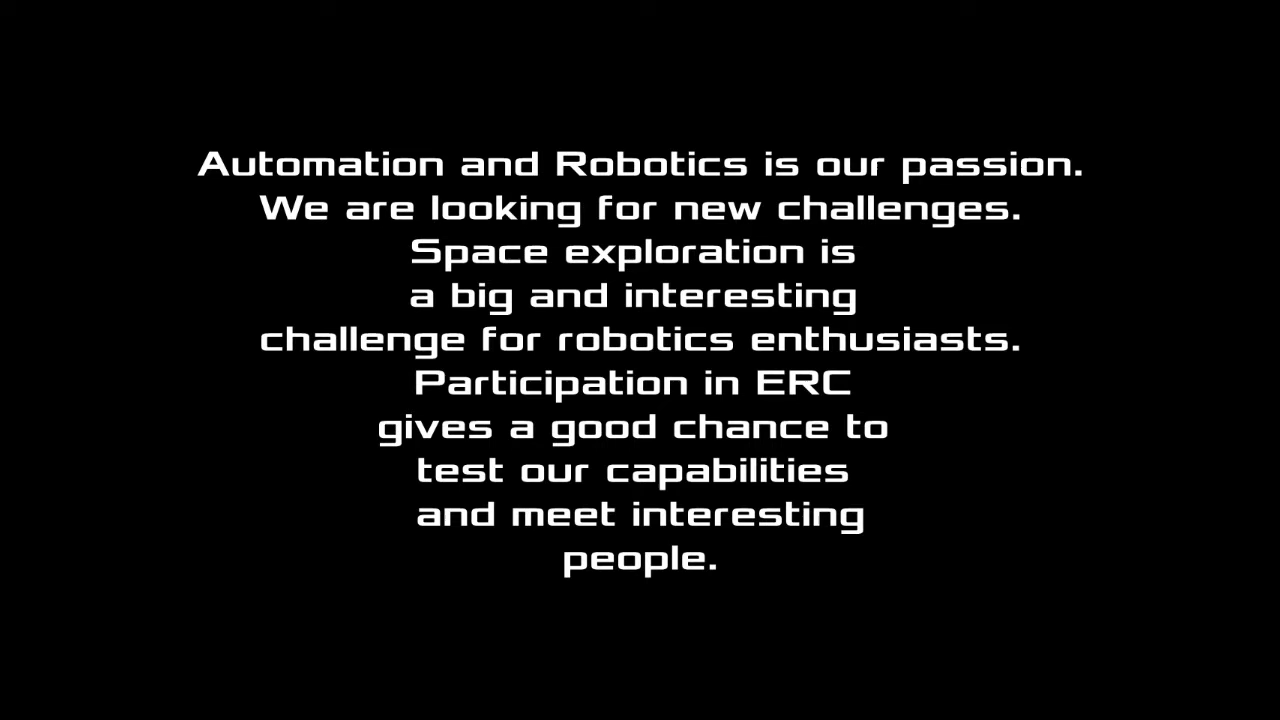 Automation and Robotics is our passion.
We are looking for new challenges.
Space exploration is
a big and interesting
challenge for robotics enthusiasts.
Participation in ERC
gives a good chance to
test our capabilities
and meet interesting
people.